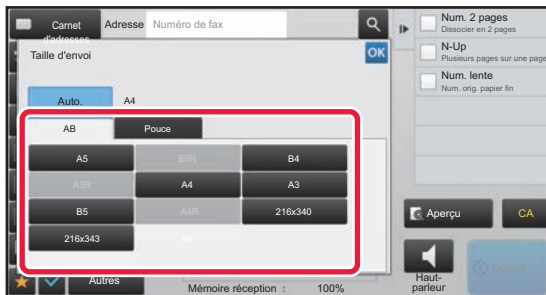 Carnet d'adresses
Adresse
Numéro de fax
Taille d'envoi
OK
Auto.
A4
AB
Pouce
A5
B5R
B4
A5R
A4
A3
B5
A4R
216x340
216x343
8K
Autres
Mémoire réception : 100%
Num. 2 pages
Dissocier en 2 pages
N-Up
Plusieurs pages sur une page
Num. lente
Num. orig. papier fin
Aperçu
CA
Haut-parleur
Départ